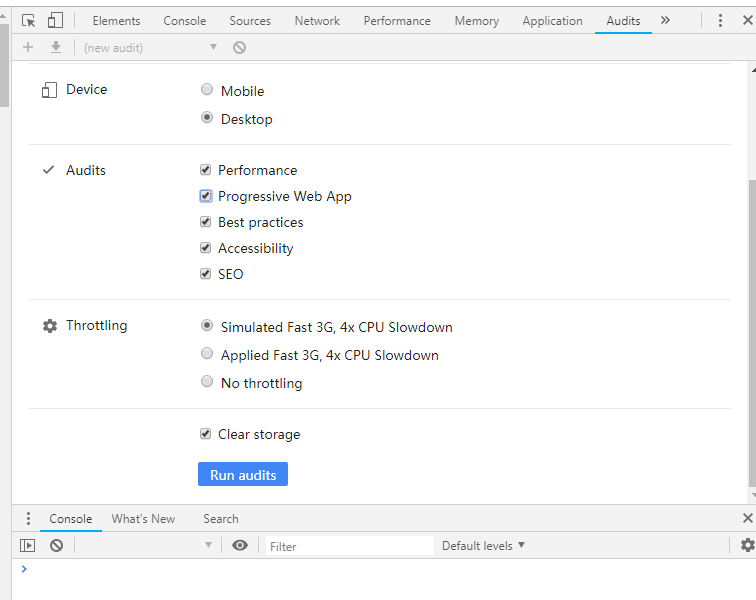 Elements Console Sources Network Performance Memory Application Audits »
(new audit)
Device
Mobile
Desktop
Audits
Performance
Progressive Web App
Best practices
Accessibility
SEO
Throttling
Simulated Fast 3G, 4x CPU Slowdown
Applied Fast 3G, 4x CPU Slowdown
No throttling
Clear storage
Run audits
Console What's New Search
Filter Default levels